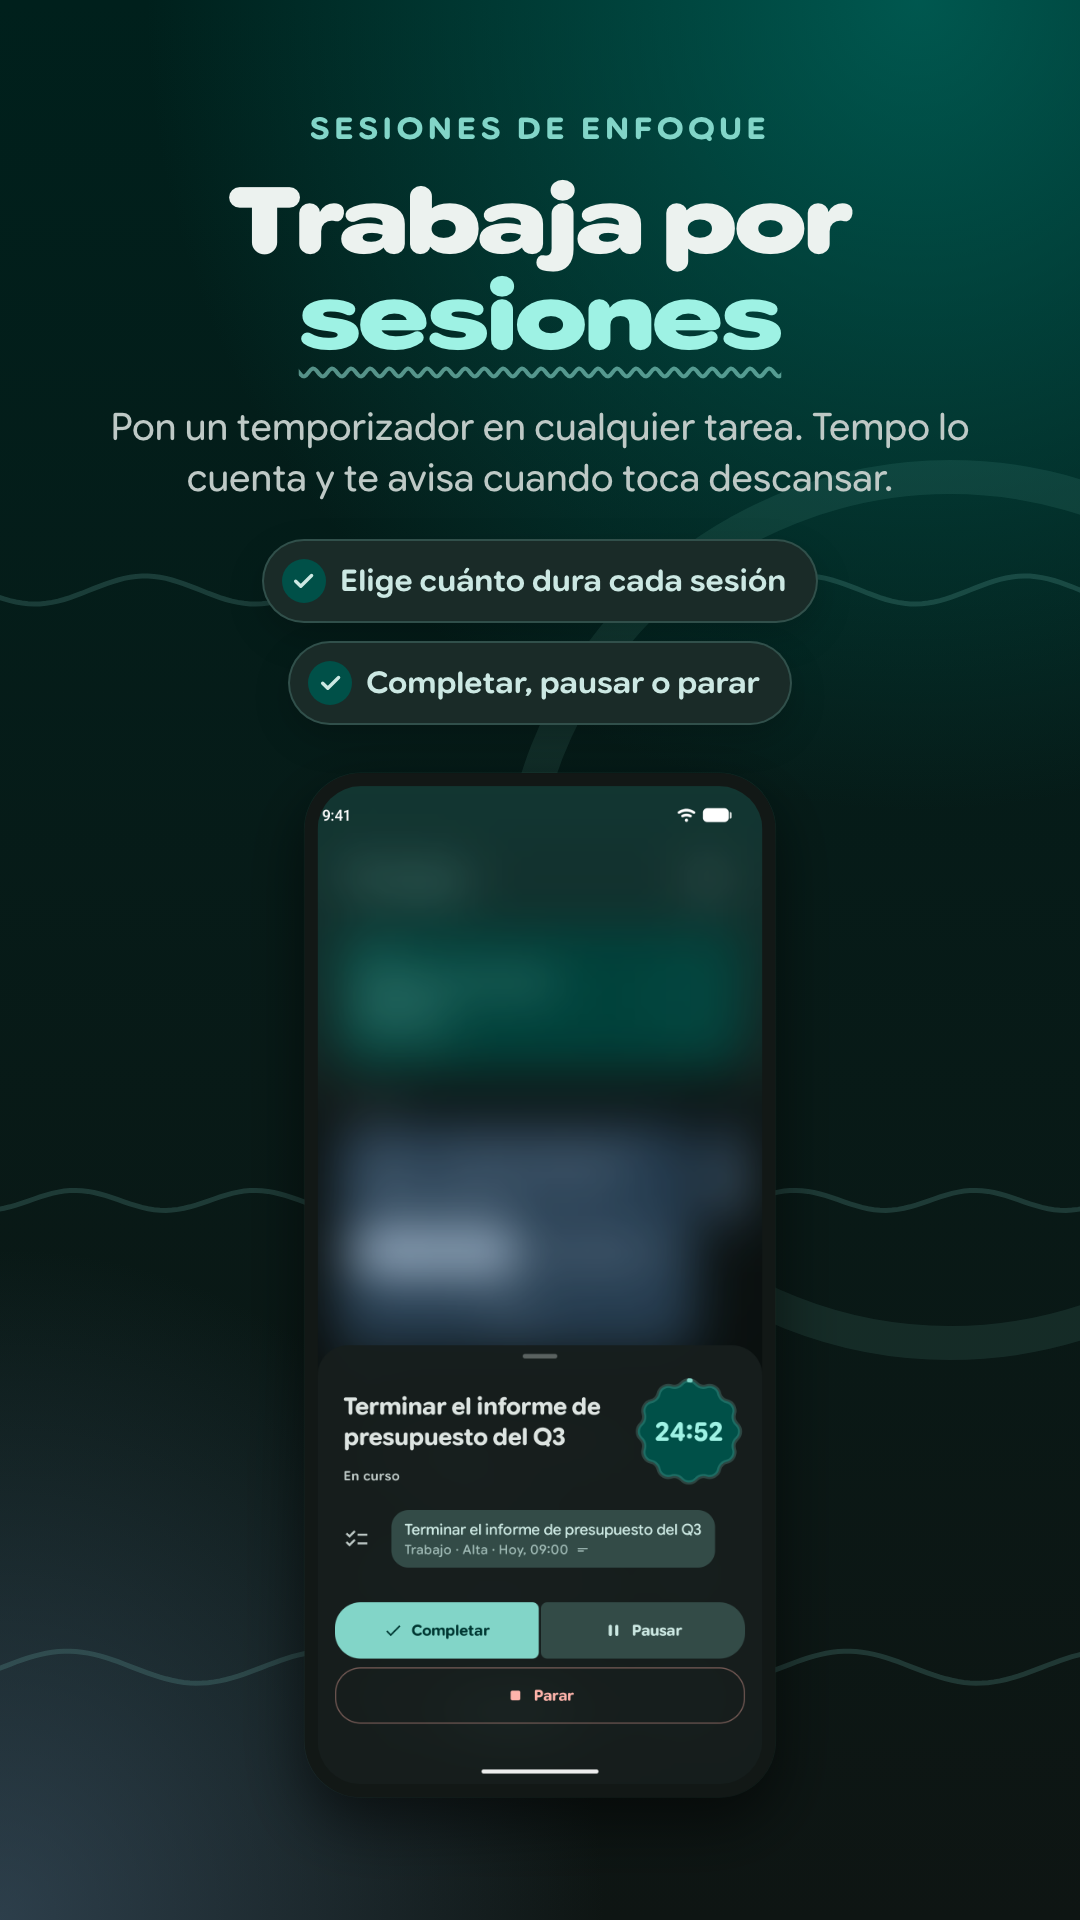 SESIONES DE ENFOQUE
Trabaja por
sesiones
Pon un temporizador en cualquier tarea. Tempo lo
cuenta y te avisa cuando toca descansar.
Elige cuánto dura cada sesión
Completar, pausar o parar
9:41
Terminar el informe de
presupuesto del Q3
24:52
En curso
Terminar el informe de presupuesto del Q3
Trabajo · Alta · Hoy, 09:00
Completar
Pausar
Parar